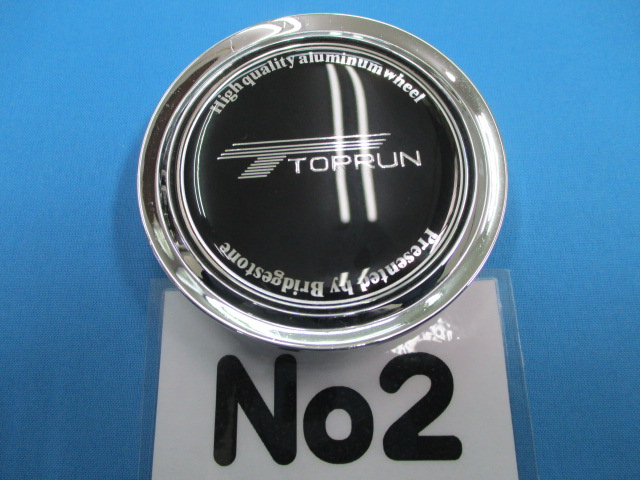 High quality aluminum wheel
TOPRUN
Presented by Bridgestone
No2